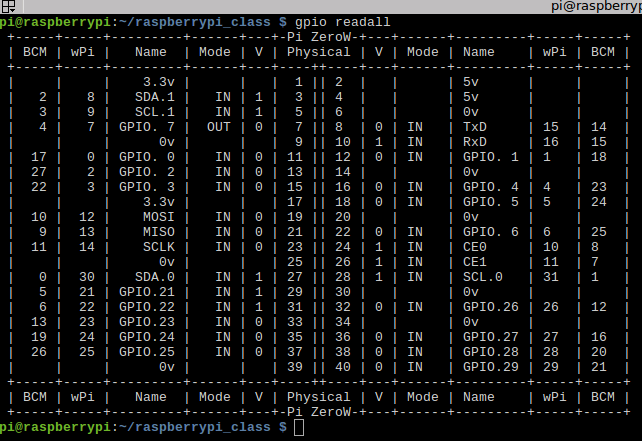 pi@raspberryp
pi@raspberrypi:~/raspberrypi_class $ gpio readall
 +-----+-----+---------+------+---+-Pi ZeroW-+---+------+---------+-----+-----+
 | BCM | wPi |   Name  | Mode | V | Physical | V | Mode | Name    | wPi | BCM |
 +-----+-----+---------+------+---+----++----+---+------+---------+-----+-----+
 |     |     |    3.3v |      |   |  1 || 2  |   |      | 5v      |     |     |
 |   2 |   8 |   SDA.1 |   IN | 1 |  3 || 4  |   |      | 5v      |     |     |
 |   3 |   9 |   SCL.1 |   IN | 1 |  5 || 6  |   |      | 0v      |     |     |
 |   4 |   7 | GPIO. 7 |  OUT | 0 |  7 || 8  | 0 | IN   | TxD     | 15  | 14  |
 |     |     |      0v |      |   |  9 || 10 | 1 | IN   | RxD     | 16  | 15  |
 |  17 |   0 | GPIO. 0 |   IN | 0 | 11 || 12 | 0 | IN   | GPIO. 1 | 1   | 18  |
 |  27 |   2 | GPIO. 2 |   IN | 0 | 13 || 14 |   |      | 0v      |     |     |
 |  22 |   3 | GPIO. 3 |   IN | 0 | 15 || 16 | 0 | IN   | GPIO. 4 | 4   | 23  |
 |     |     |    3.3v |      |   | 17 || 18 | 0 | IN   | GPIO. 5 | 5   | 24  |
 |  10 |  12 |    MOSI |   IN | 0 | 19 || 20 |   |      | 0v      |     |     |
 |   9 |  13 |    MISO |   IN | 0 | 21 || 22 | 0 | IN   | GPIO. 6 | 6   | 25  |
 |  11 |  14 |    SCLK |   IN | 0 | 23 || 24 | 1 | IN   | CE0     | 10  | 8   |
 |     |     |      0v |      |   | 25 || 26 | 1 | IN   | CE1     | 11  | 7   |
 |   0 |  30 |   SDA.0 |   IN | 1 | 27 || 28 | 1 | IN   | SCL.0   | 31  | 1   |
 |   5 |  21 | GPIO.21 |   IN | 1 | 29 || 30 |   |      | 0v      |     |     |
 |   6 |  22 | GPIO.22 |   IN | 1 | 31 || 32 | 0 | IN   | GPIO.26 | 26  | 12  |
 |  13 |  23 | GPIO.23 |   IN | 0 | 33 || 34 |   |      | 0v      |     |     |
 |  19 |  24 | GPIO.24 |   IN | 0 | 35 || 36 | 0 | IN   | GPIO.27 | 27  | 16  |
 |  26 |  25 | GPIO.25 |   IN | 0 | 37 || 38 | 0 | IN   | GPIO.28 | 28  | 20  |
 |     |     |      0v |      |   | 39 || 40 | 0 | IN   | GPIO.29 | 29  | 21  |
 +-----+-----+---------+------+---+----++----+---+------+---------+-----+-----+
 | BCM | wPi |   Name  | Mode | V | Physical | V | Mode | Name    | wPi | BCM |
 +-----+-----+---------+------+---+-Pi ZeroW-+---+------+---------+-----+-----+
pi@raspberrypi:~/raspberrypi_class $